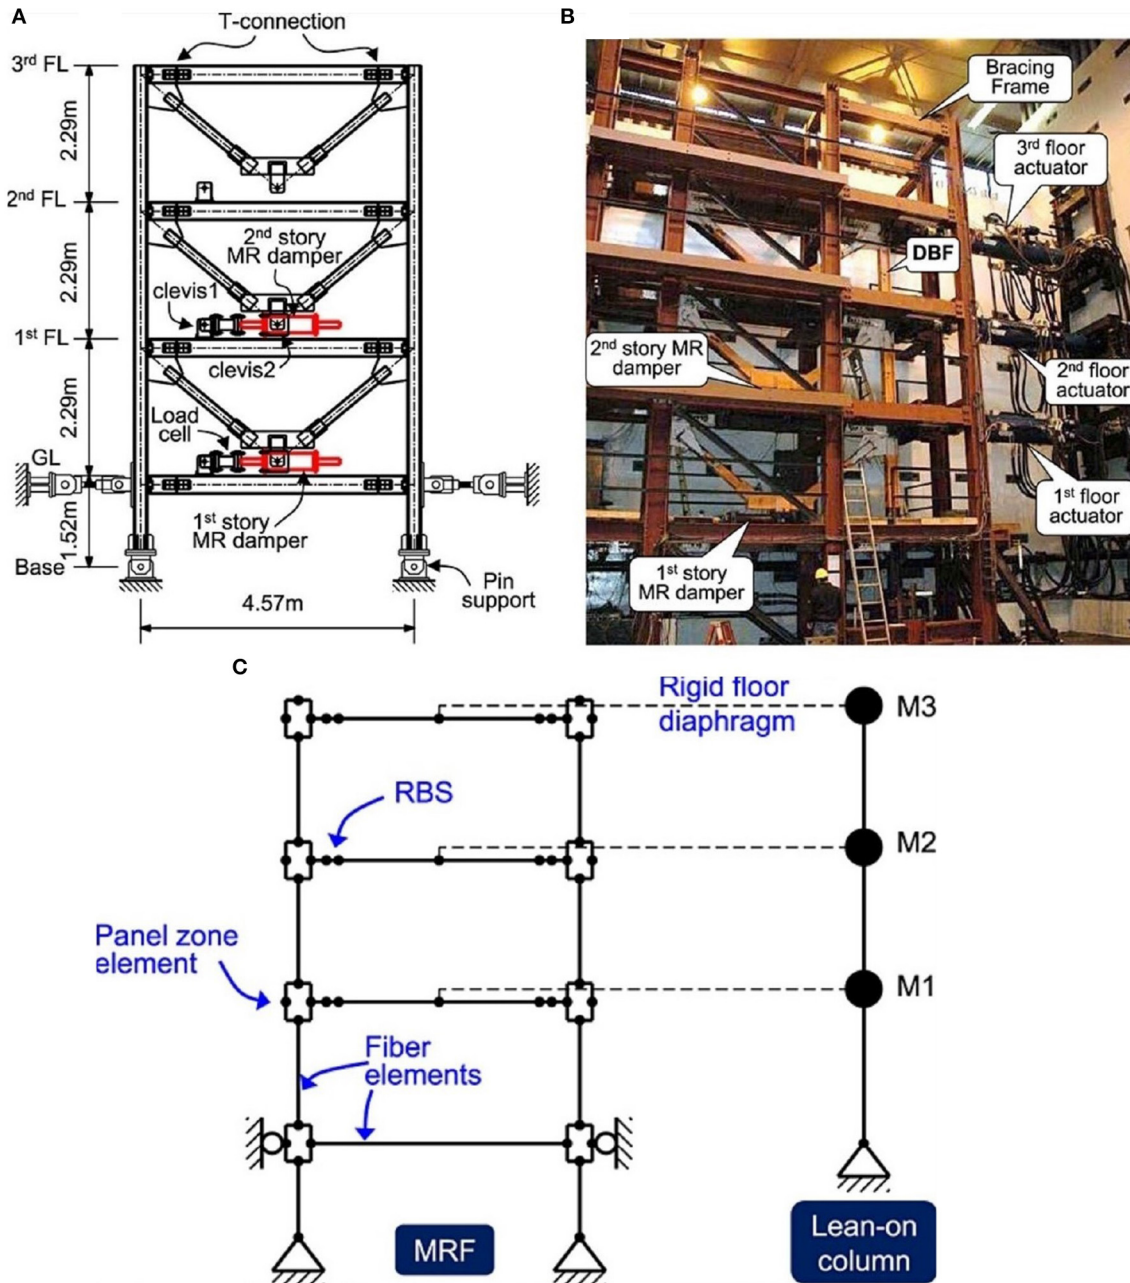 A
T-connection
3rd FL
2.29m
2nd FL
2nd story
MR damper
2.29m
clevis1
1st FL
clevis2
2.29m
Load
cell
GL
1st story
MR damper
1.52m
Base
Pin
support
4.57m
B
Bracing
Frame
3rd floor
actuator
DBF
2nd story MR
damper
2nd floor
actuator
1st floor
actuator
1st story
MR damper
C
Rigid floor
diaphragm
M3
RBS
M2
Panel zone
element
M1
Fiber
elements
MRF
Lean-on
column